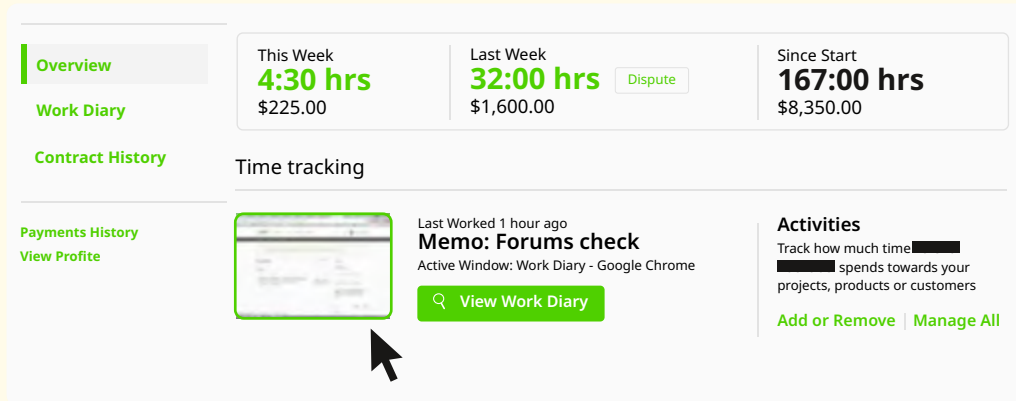 Overview
Work Diary
Contract History
Payments History
View Profile
This Week
4:30 hrs
$225.00
Last Week
32:00 hrs
Dispute
$1,600.00
Since Start
167:00 hrs
$8,350.00
Time tracking
Last Worked 1 hour ago
Memo: Forums check
Active Window: Work Diary - Google Chrome
View Work Diary
Activities
Track how much time
spends towards your
projects, products or customers
Add or Remove | Manage All